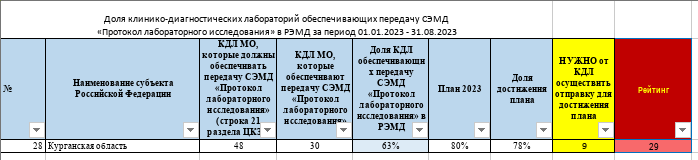 Доля клинико-диагностических лабораторий обеспечивающих передачу СЭМД
«Протокол лабораторного исследования» в РЭМД за период 01.01.2023 - 31.08.2023
№
Наименование субъекта
Российской Федерации
КДЛ МО,
которые должны
обеспечивать
передачу СЭМД
«Протокол
лабораторного
исследования»
(строка 21
раздела ЦКЗ
КДЛ МО,
которые
обеспечивают
передачу СЭМД
«Протокол
лабораторного
исследования»
Доля КДЛ
обеспечивающи
х передачу
СЭМД
«Протокол
лабораторного
исследования» в
РЭМД
План 2023
Доля
достижения
плана
НУЖНО от
КДЛ
осуществить
отправку для
достижения
плана
Рейтинг
28 Курганская область 48 30 63% 80% 78% 9 29